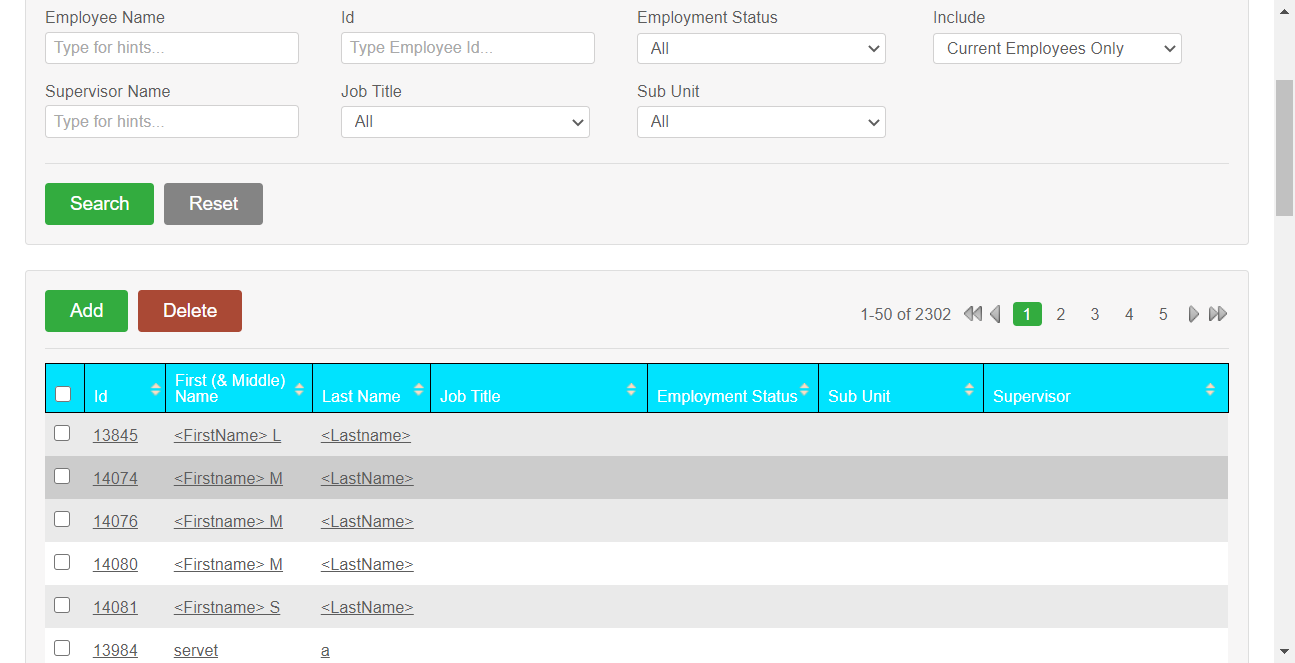 Employee Name Id Employment Status Include
Type for hints... Type Employee Id... All Current Employees Only
Supervisor Name Job Title Sub Unit
Type for hints... All All
Search Reset
Add Delete 1-50 of 2302 1 2 3 4 5
Id First (& Middle) Name Last Name Job Title Employment Status Sub Unit Supervisor
13845 <FirstName> L <Lastname>
14074 <Firstname> M <LastName>
14076 <Firstname> M <LastName>
14080 <Firstname> M <LastName>
14081 <Firstname> S <LastName>
13984 servet a